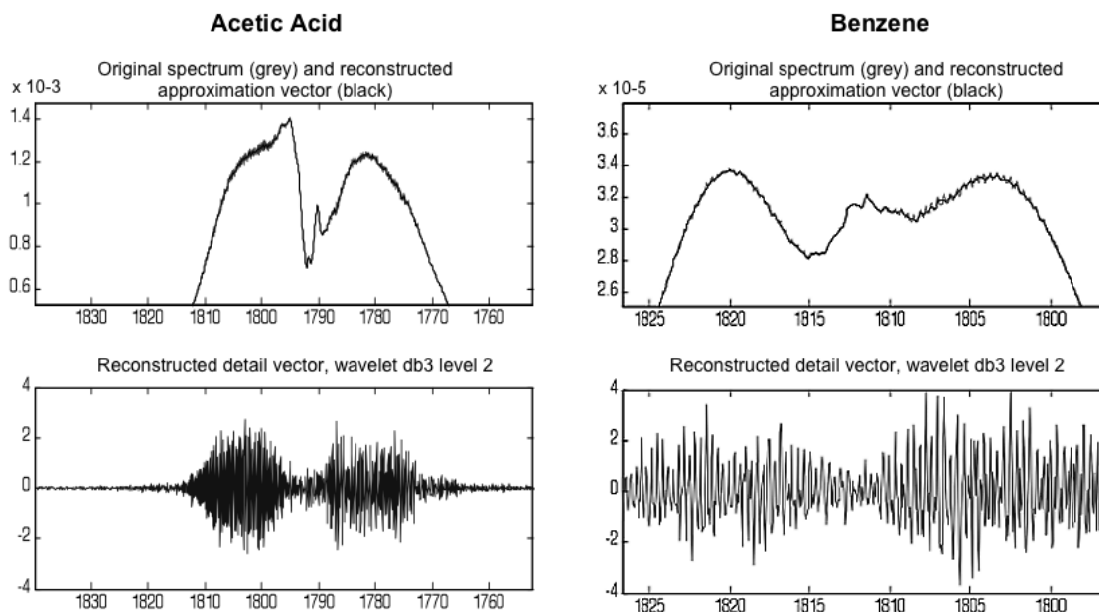 Acetic Acid
Original spectrum (grey) and reconstructed
approximation vector (black)
x 10-3
1.4
1.2
1
0.8
0.6
1830 1820 1810 1800 1790 1780 1770 1760
Reconstructed detail vector, wavelet db3 level 2
4
2
0
-2
-4
1830 1820 1810 1800 1790 1780 1770 1760
Benzene
Original spectrum (grey) and reconstructed
approximation vector (black)
x 10-5
3.6
3.4
3.2
3
2.8
2.6
1825 1820 1815 1810 1805 1800
Reconstructed detail vector, wavelet db3 level 2
4
2
0
-2
-4
1825 1820 1815 1810 1805 1800